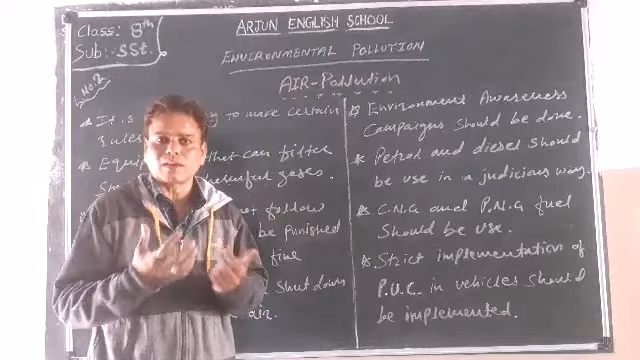 Class: 8th
Sub:- SSt.
ARJUN ENGLISH SCHOOL
ENVIRONMENTAL POLLUTION
AIR-Pollution
It is to make certain
rules
that can filter
harmful gases.
not follow
be punished
fine
shut down
air.
Environment Awareness
Campaigns should be done.
Petrol and diesel should
be use in a judicious way.
C.N.G and P.N.G fuel
should be use.
Strict implementation of
P.U.C. in vehicles should
be implemented.